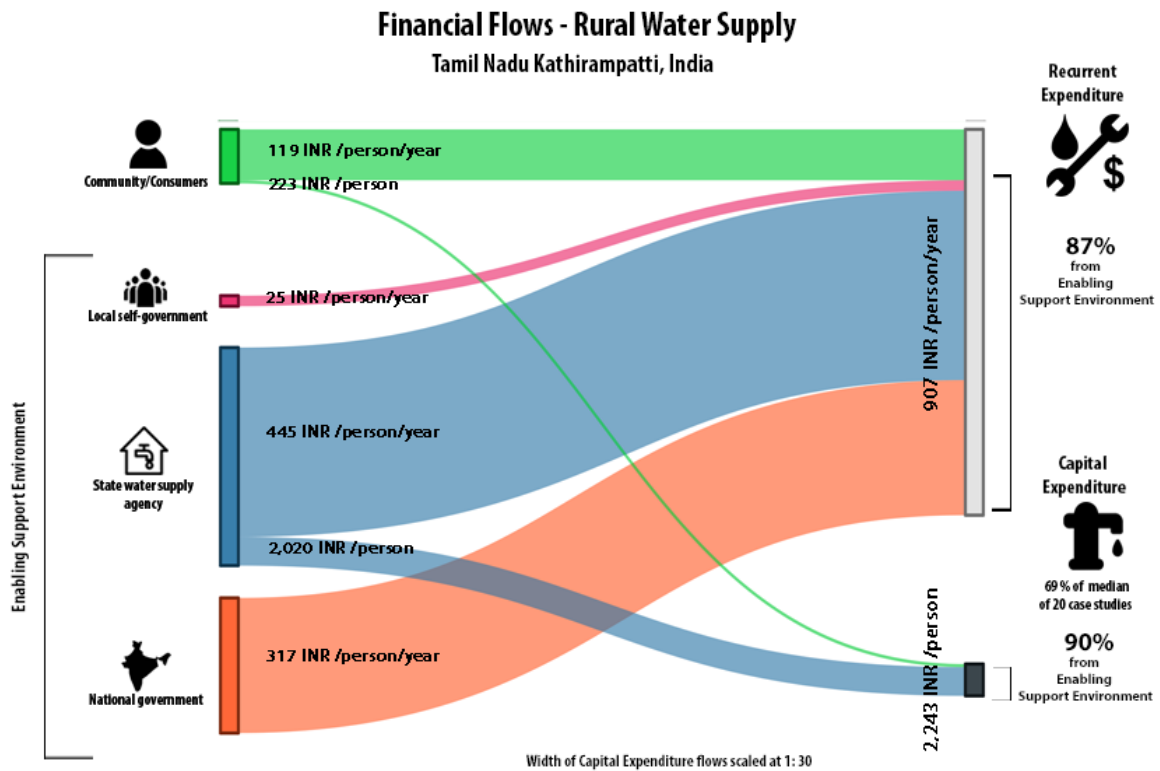 Financial Flows - Rural Water Supply
Tamil Nadu Kathirampatti, India
Recurrent
Expenditure
$
Community/Consumers
119 INR /person/year
223 INR /person
87%
from
Enabling
Support Environment
Local self-government
25 INR /person/year
907 INR /person/year
Enabling Support Environment
445 INR /person/year
State water supply
agency
2,020 INR /person
Capital
Expenditure
69 % of median
of 20 case studies
317 INR /person/year
National government
2,243 INR /person
90%
from
Enabling
Support Environment
Width of Capital Expenditure flows scaled at 1: 30